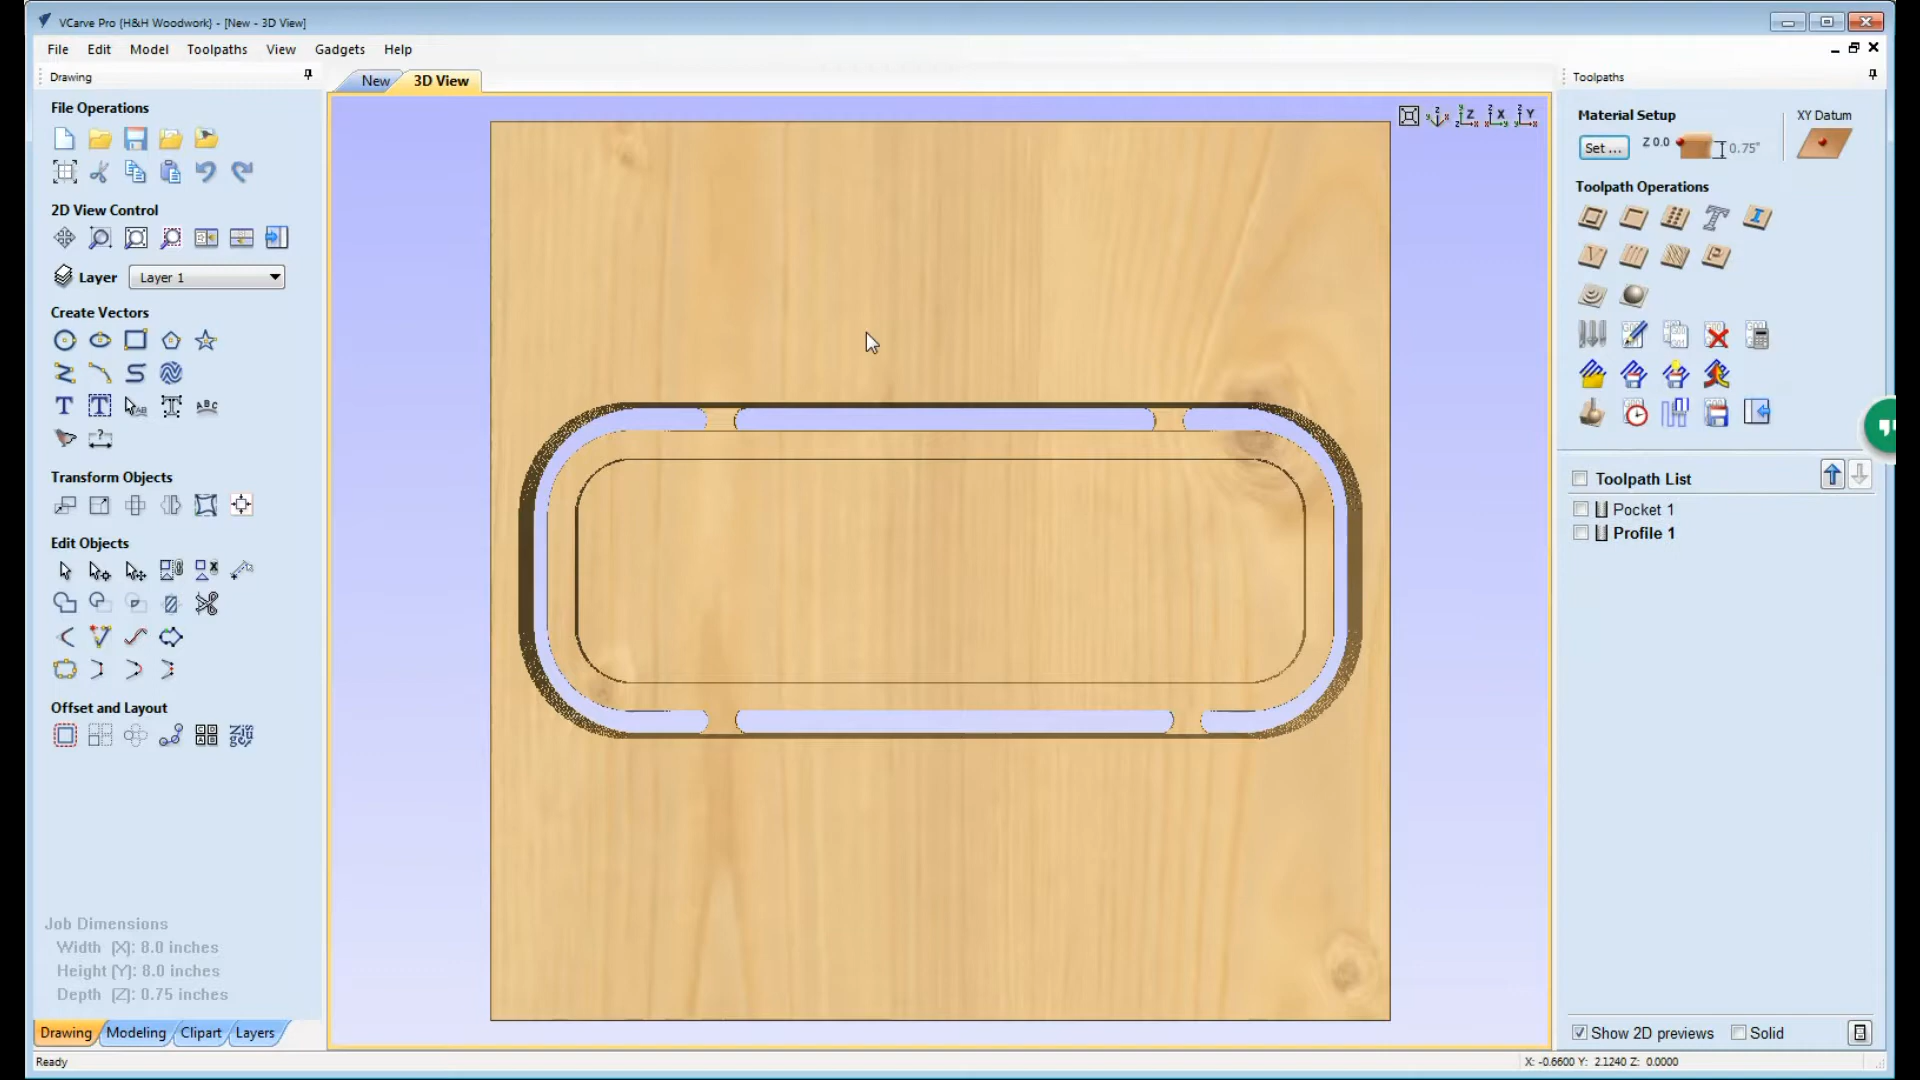 VCarve Pro {H&H Woodwork} - [New - 3D View]
File Edit Model Toolpaths View Gadgets Help
Drawing
File Operations
2D View Control
Layer Layer 1
Create Vectors
Transform Objects
Edit Objects
Offset and Layout
Job Dimensions
Width [X]: 8.0 inches
Height [Y]: 8.0 inches
Depth [Z]: 0.75 inches
Drawing Modeling Clipart Layers
Ready
New 3D View
Toolpaths
Material Setup XY Datum
Set ... Z 0.0 0.75"
Toolpath Operations
Toolpath List
Pocket 1
Profile 1
Show 2D previews Solid
X: -0.6600 Y: 2.1240 Z: 0.0000